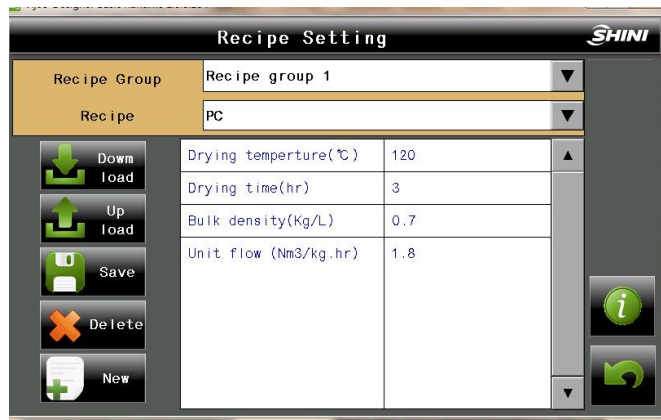 Recipe Setting
SHINI
Recipe Group
Recipe group 1
Recipe
PC
Dowm
load
Up
load
Save
Delete
New
Drying temperture(℃)
120
Drying time(hr)
3
Bulk density(Kg/L)
0.7
Unit flow (Nm3/kg.hr)
1.8